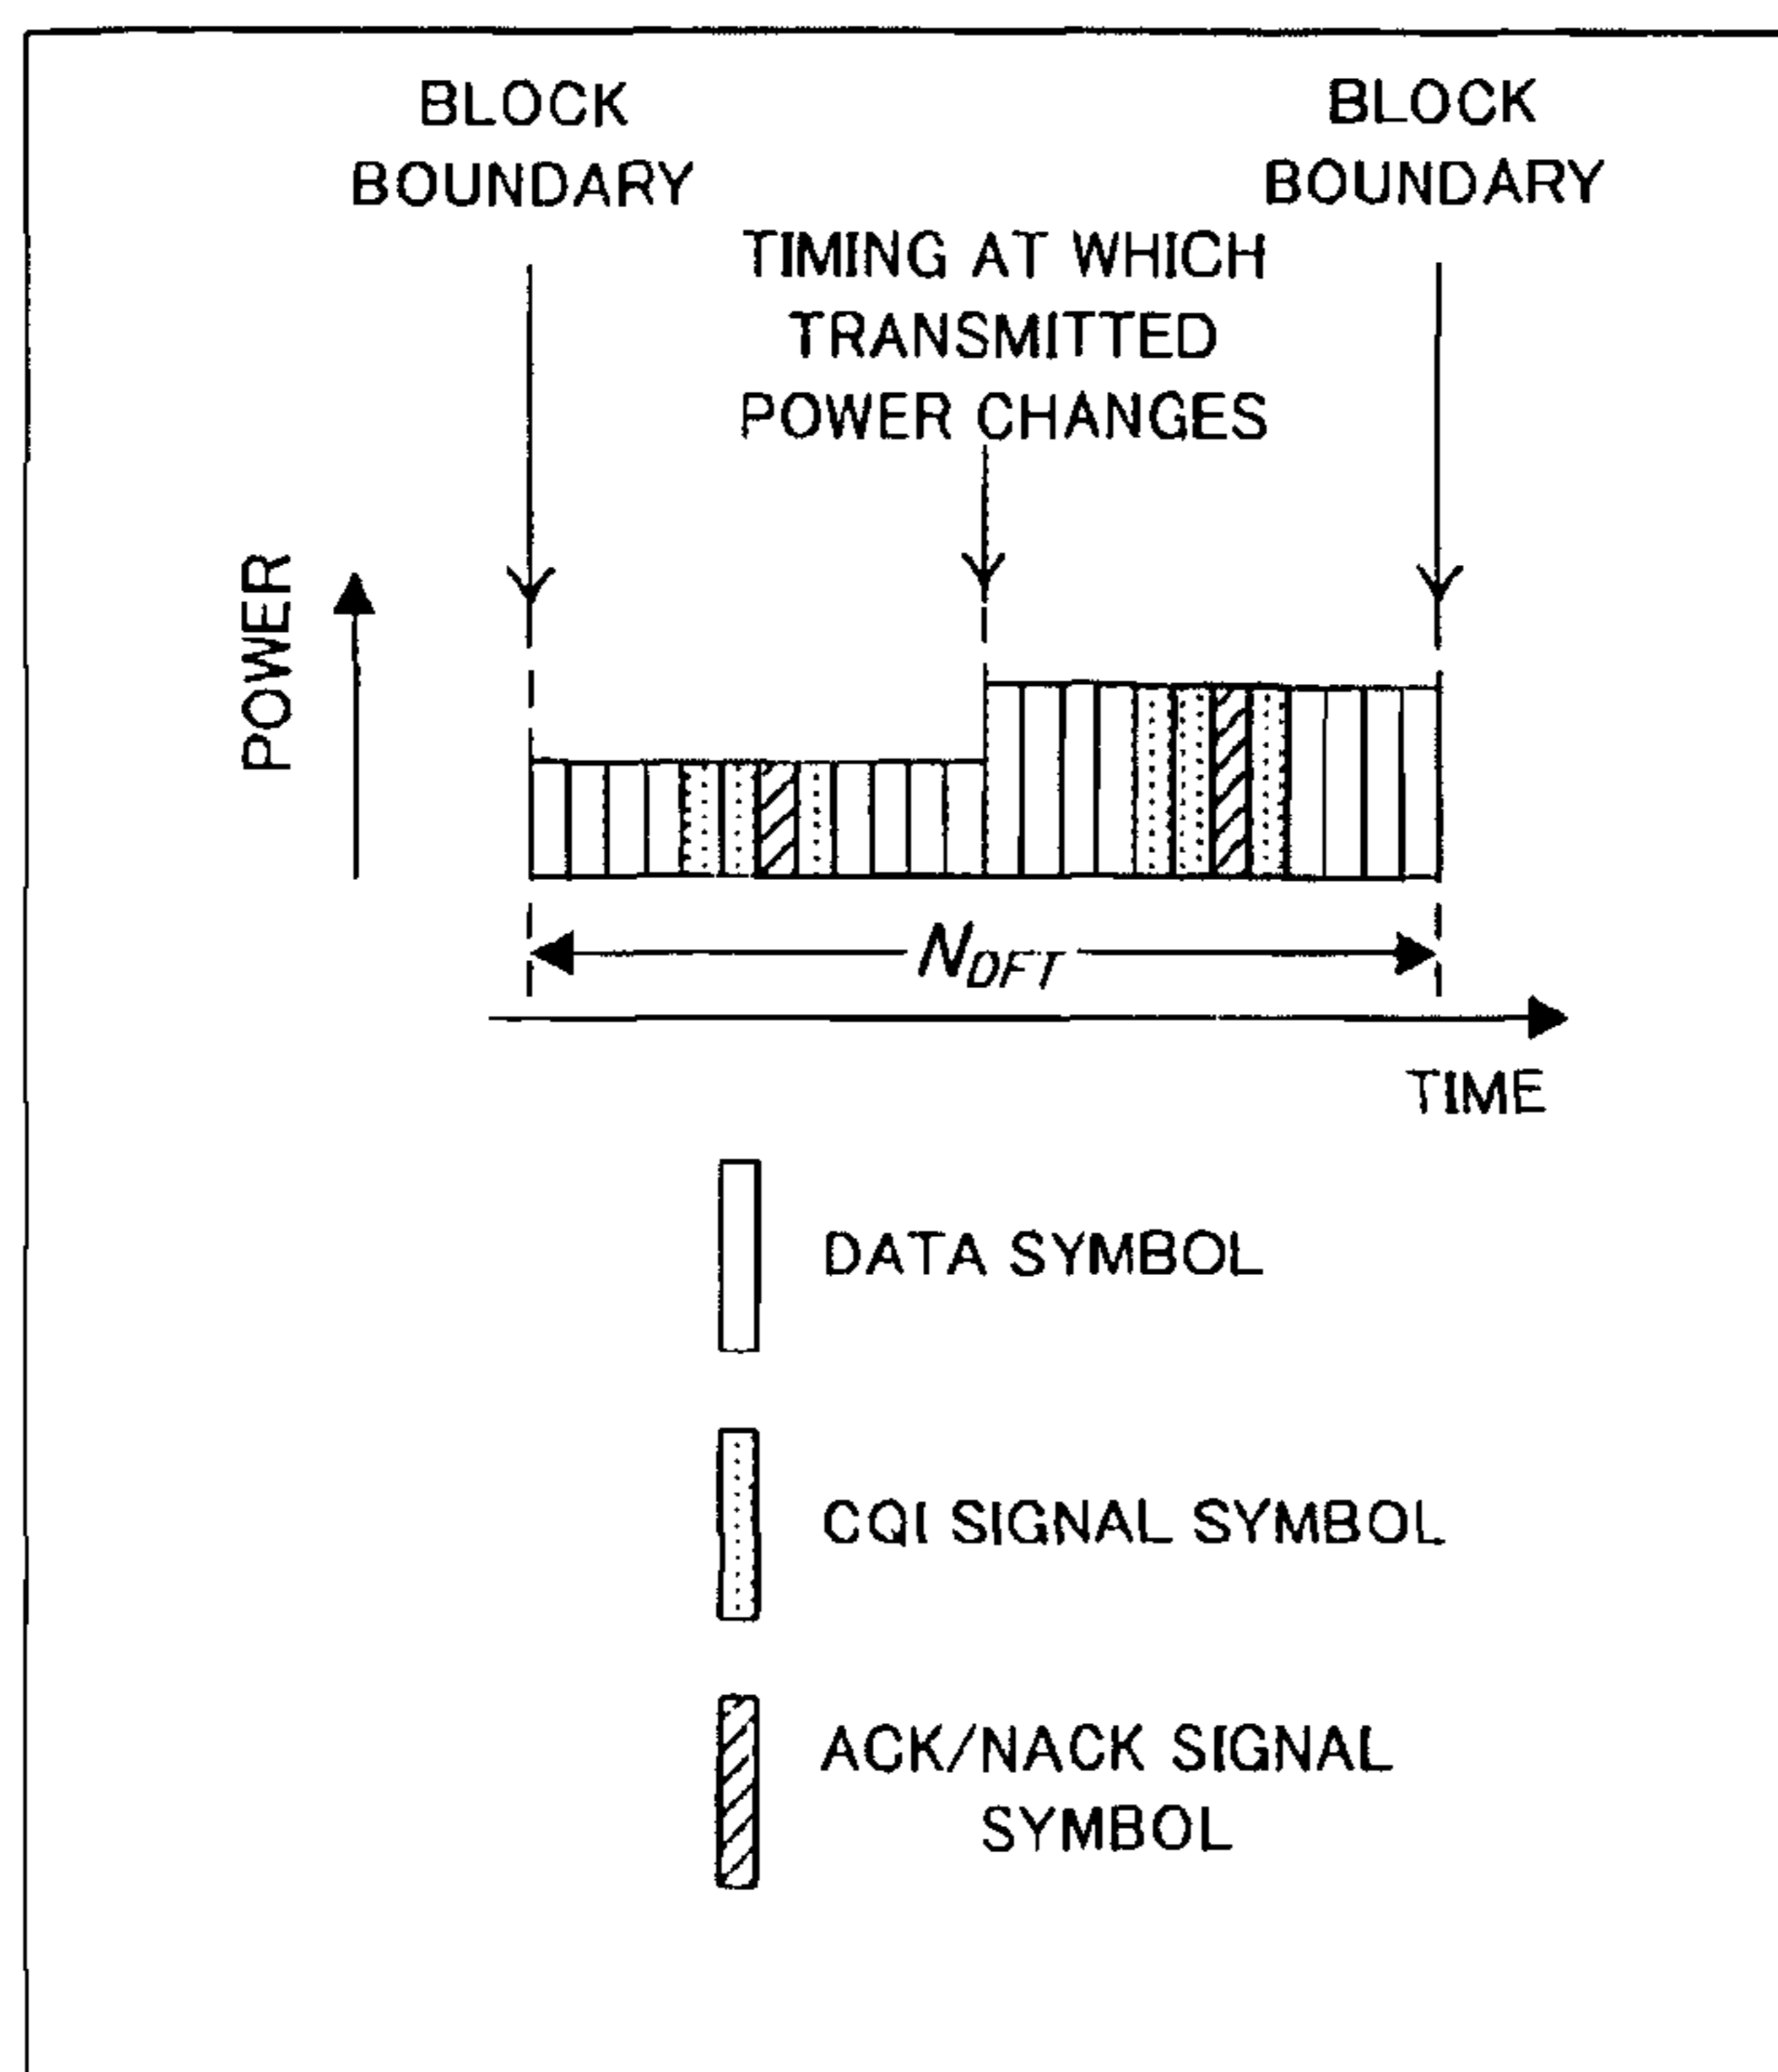 BLOCK
BOUNDARY
BLOCK
BOUNDARY
TIMING AT WHICH
TRANSMITTED
POWER CHANGES
POWER
N_DFT
TIME
DATA SYMBOL
CQI SIGNAL SYMBOL
ACK/NACK SIGNAL
SYMBOL